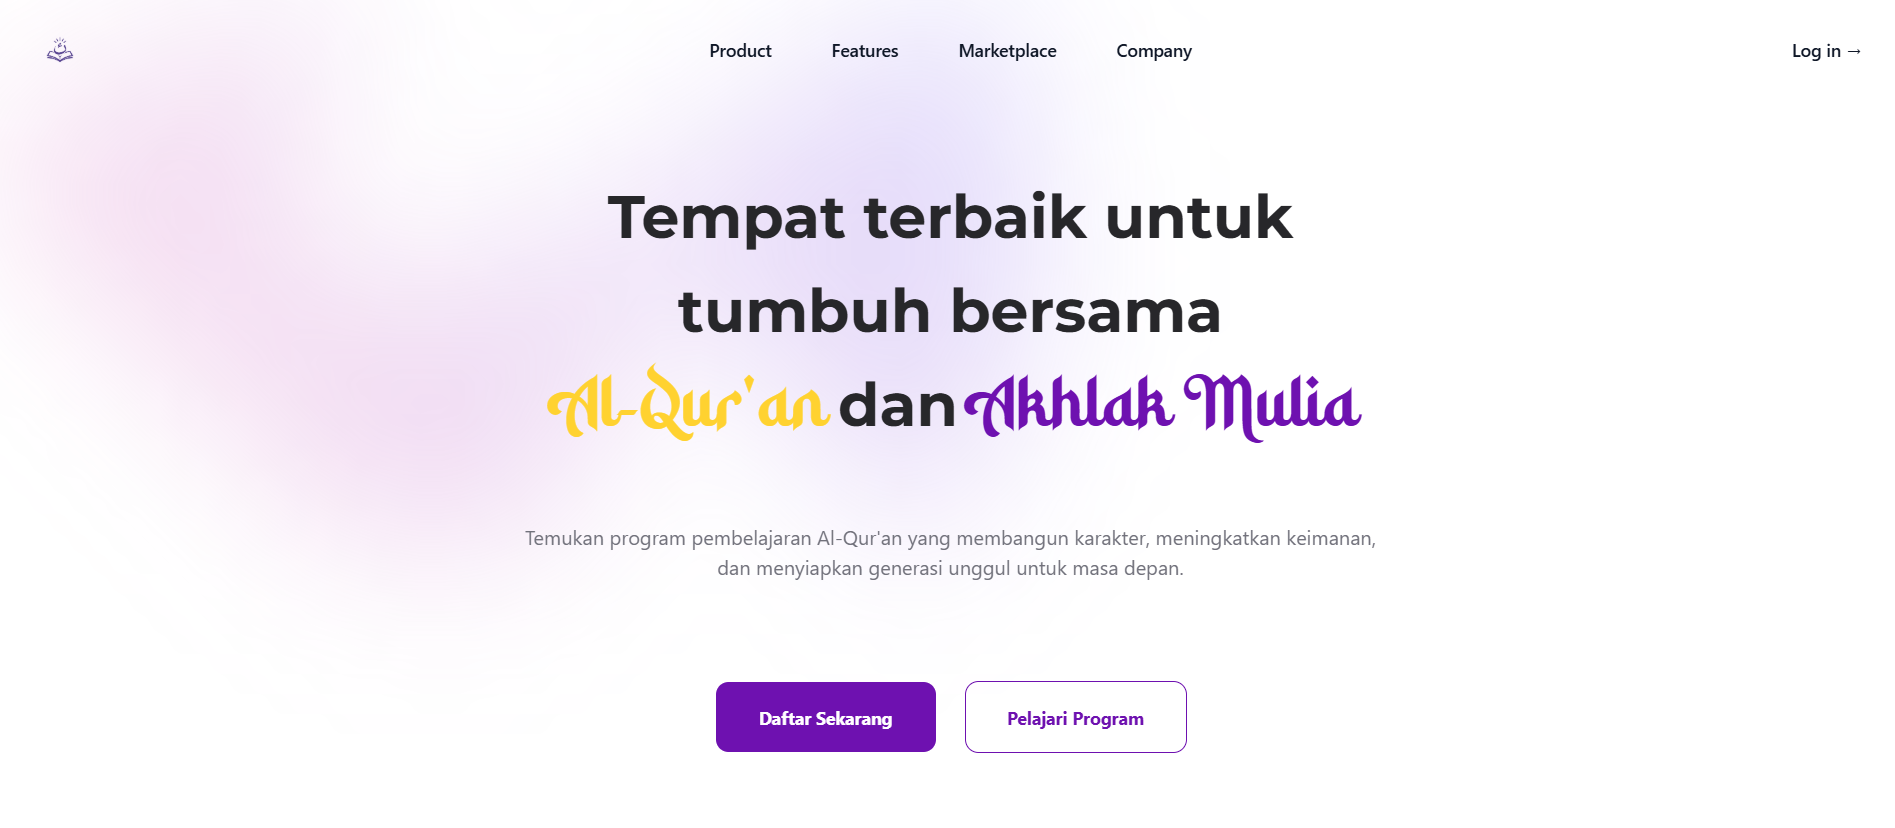 Product Features Marketplace Company Log in →
Tempat terbaik untuk
tumbuh bersama
Al-Qur'an dan Akhlak Mulia
Temukan program pembelajaran Al-Qur'an yang membangun karakter, meningkatkan keimanan,
dan menyiapkan generasi unggul untuk masa depan.
Daftar Sekarang Pelajari Program